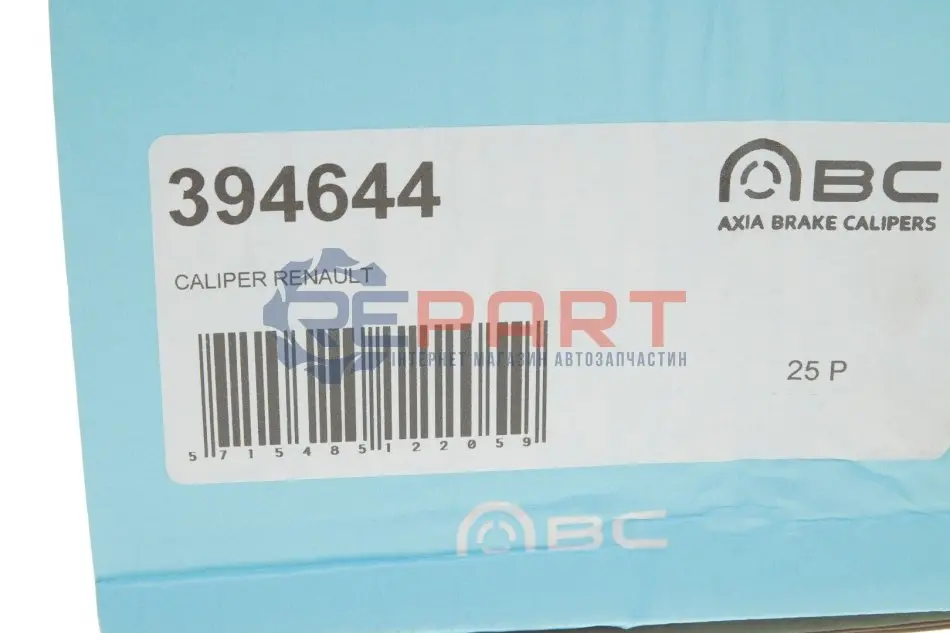 394644
ABC
AXIA BRAKE CALIPERS
CALIPER RENAULT
REPART
ІНТЕРНЕТ МАГАЗИН АВТОЗАПЧАСТИН
25 P
5 715485 122059
ABC